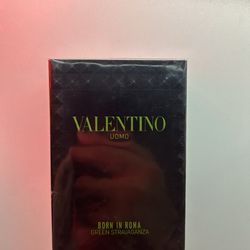 VALENTINO
UOMO
BORN IN ROMA
GREEN STRAVAGANZA